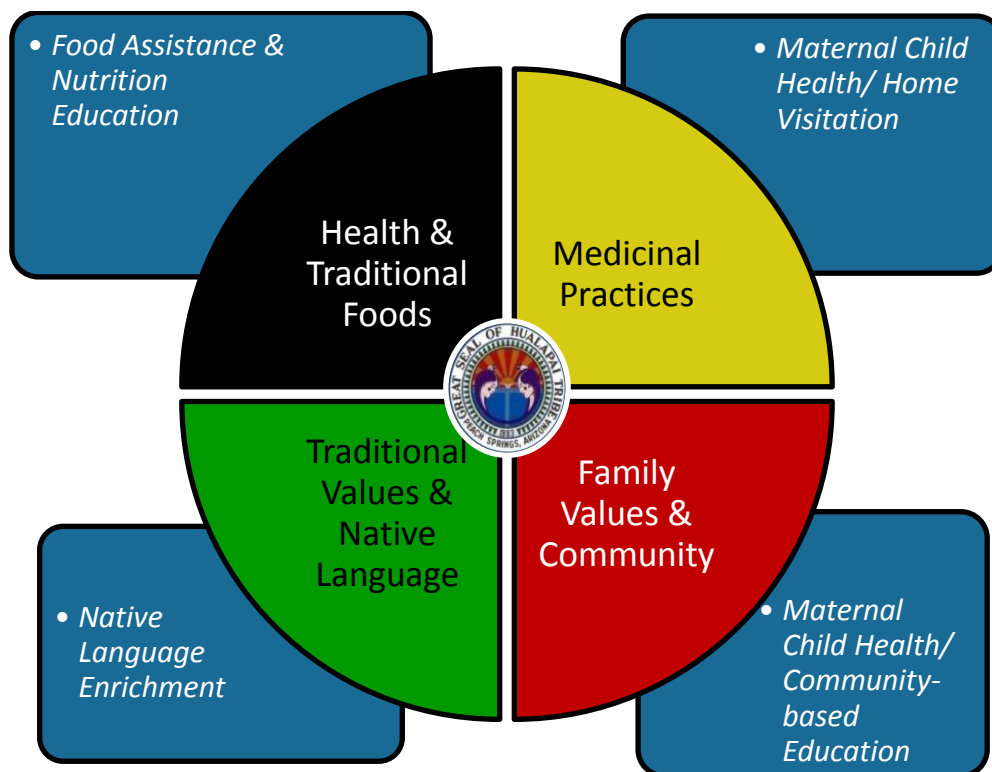 • Food Assistance &
Nutrition
Education
• Maternal Child
Health/ Home
Visitation
Health &
Traditional
Foods
Medicinal
Practices
GREAT SEAL OF HUALAPAI TRIBE
1883
PEACH SPRINGS, ARIZONA
Traditional
Values &
Native
Language
Family
Values &
Community
• Native
Language
Enrichment
• Maternal
Child Health/
Community-
based
Education